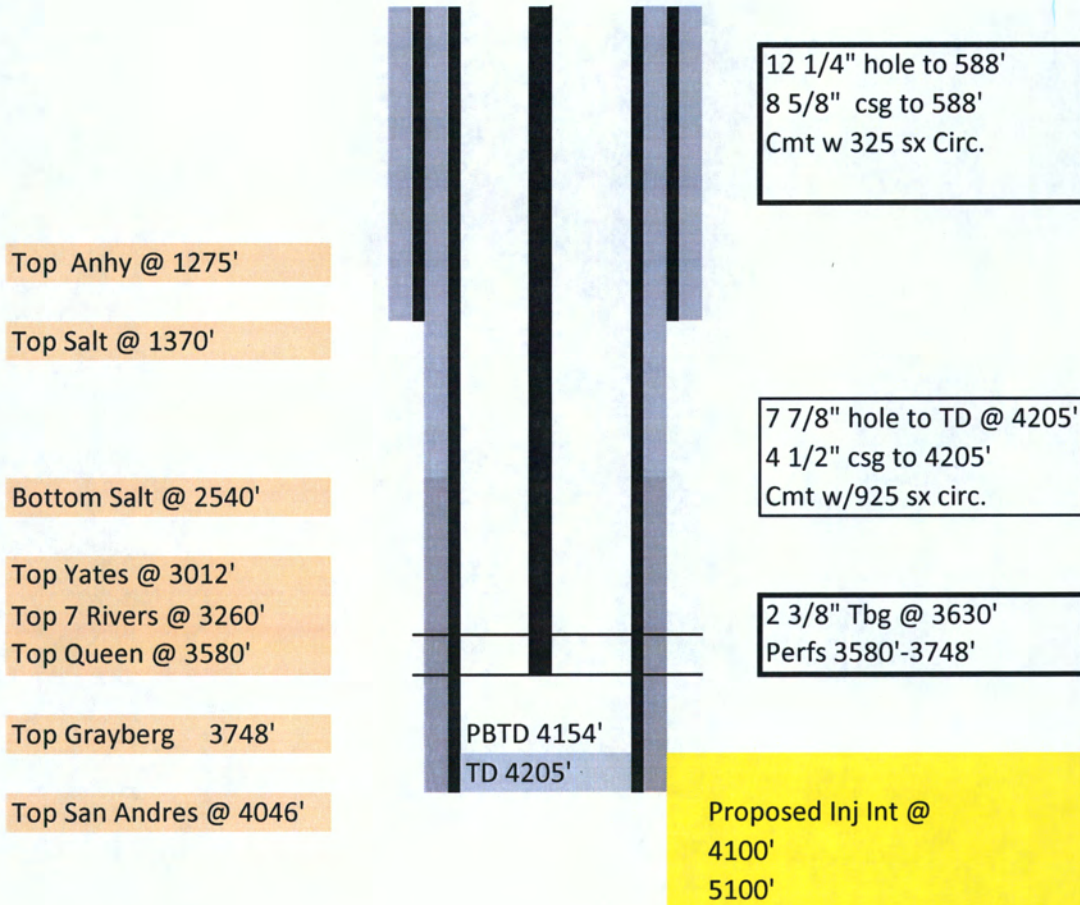 12 1/4" hole to 588'
8 5/8" csg to 588'
Cmt w 325 sx Circ.
Top Anhy @ 1275'
Top Salt @ 1370'
7 7/8" hole to TD @ 4205'
4 1/2" csg to 4205'
Cmt w/925 sx circ.
Bottom Salt @ 2540'
Top Yates @ 3012'
Top 7 Rivers @ 3260'
Top Queen @ 3580'
2 3/8" Tbg @ 3630'
Perfs 3580'-3748'
Top Grayberg 3748'
PBTD 4154'
TD 4205'
Top San Andres @ 4046'
Proposed Inj Int @
4100'
5100'